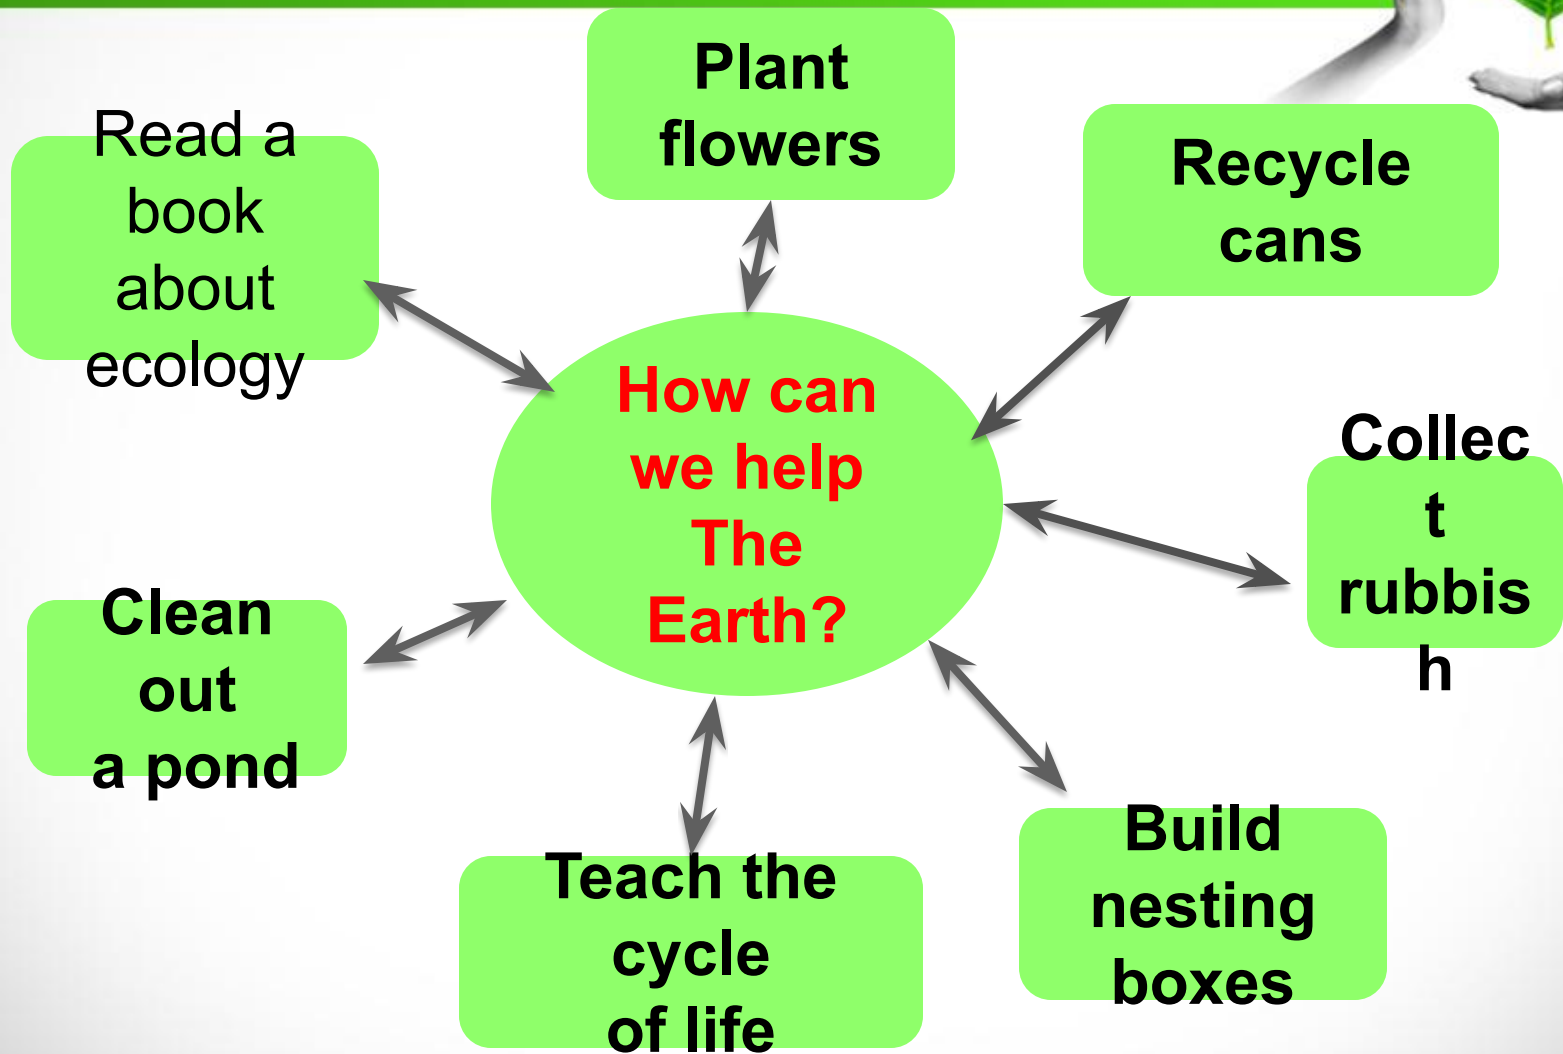 Plant
flowers
Read a
book
about
ecology
Recycle
cans
How can
we help
The
Earth?
Collec
t
rubbis
h
Clean
out
a pond
Build
nesting
boxes
Teach the
cycle
of life